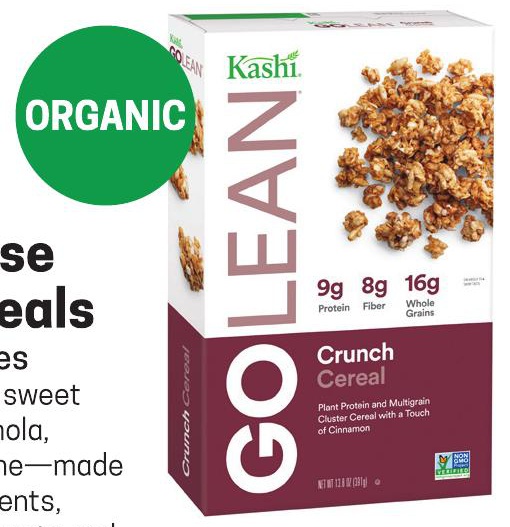 ORGANIC
se
eals
es
sweet
nola,
ne—made
ents,
Kashi
GOLEAN
Crunch Cereal
Kashi
GO LEAN
9g 8g 16g
Protein Fiber Whole
Grains
Crunch
Cereal
Plant Protein and Multigrain
Cluster Cereal with a Touch
of Cinnamon
NET WT 13.8 OZ (391g)
NON
GMO
Project
VERIFIED